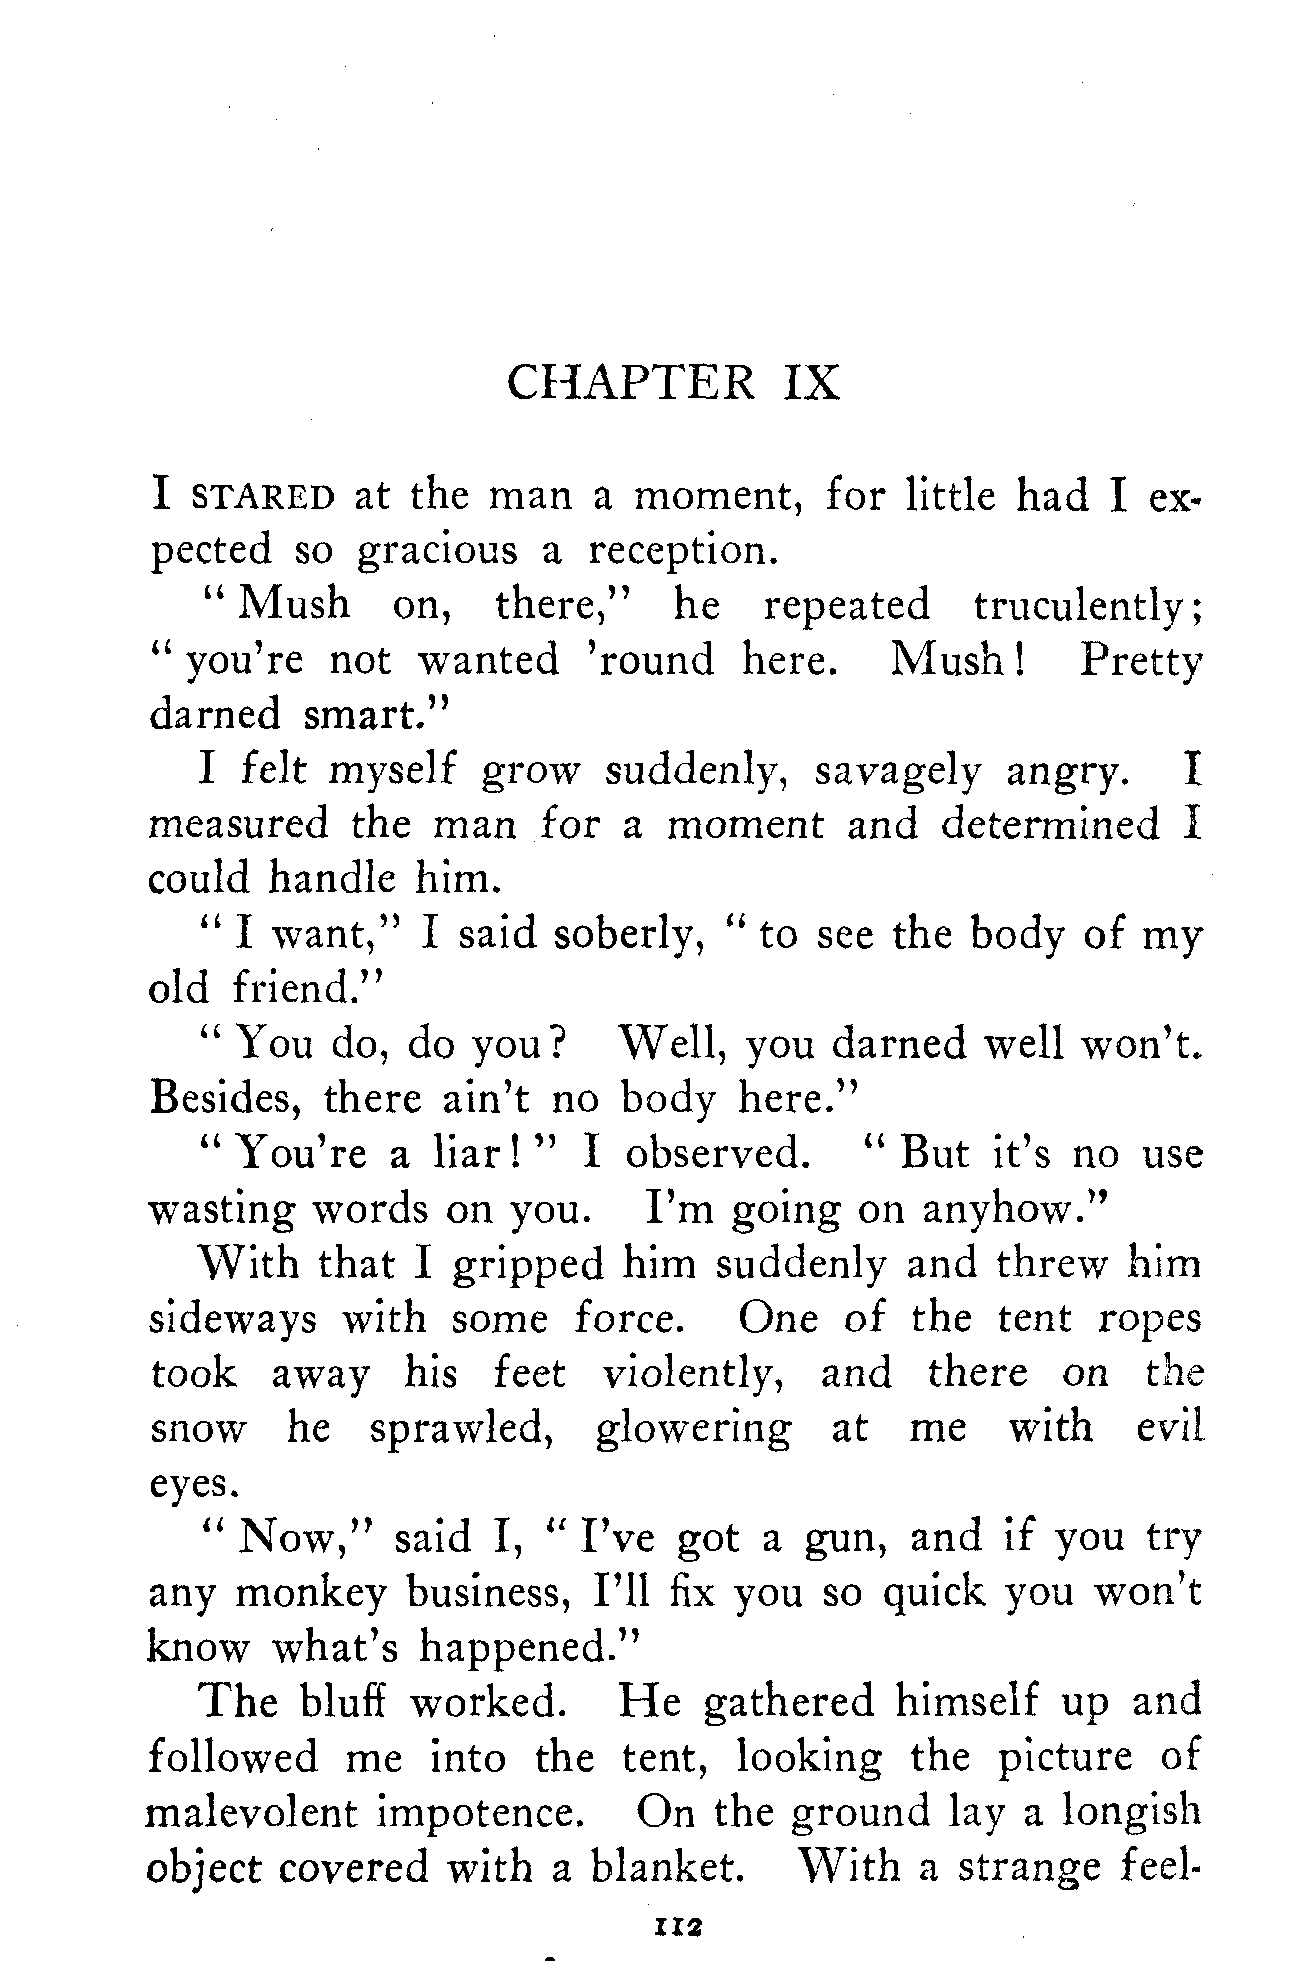 CHAPTER IX
I STARED at the man a moment, for little had I ex-
pected so gracious a reception.
" Mush on, there," he repeated truculently;
" you're not wanted 'round here. Mush! Pretty
darned smart."
I felt myself grow suddenly, savagely angry. I
measured the man for a moment and determined I
could handle him.
" I want," I said soberly, " to see the body of my
old friend."
" You do, do you? Well, you darned well won't.
Besides, there ain't no body here."
" You're a liar! " I observed. " But it's no use
wasting words on you. I'm going on anyhow."
With that I gripped him suddenly and threw him
sideways with some force. One of the tent ropes
took away his feet violently, and there on the
snow he sprawled, glowering at me with evil
eyes.
" Now," said I, " I've got a gun, and if you try
any monkey business, I'll fix you so quick you won't
know what's happened."
The bluff worked. He gathered himself up and
followed me into the tent, looking the picture of
malevolent impotence. On the ground lay a longish
object covered with a blanket. With a strange feel-
112